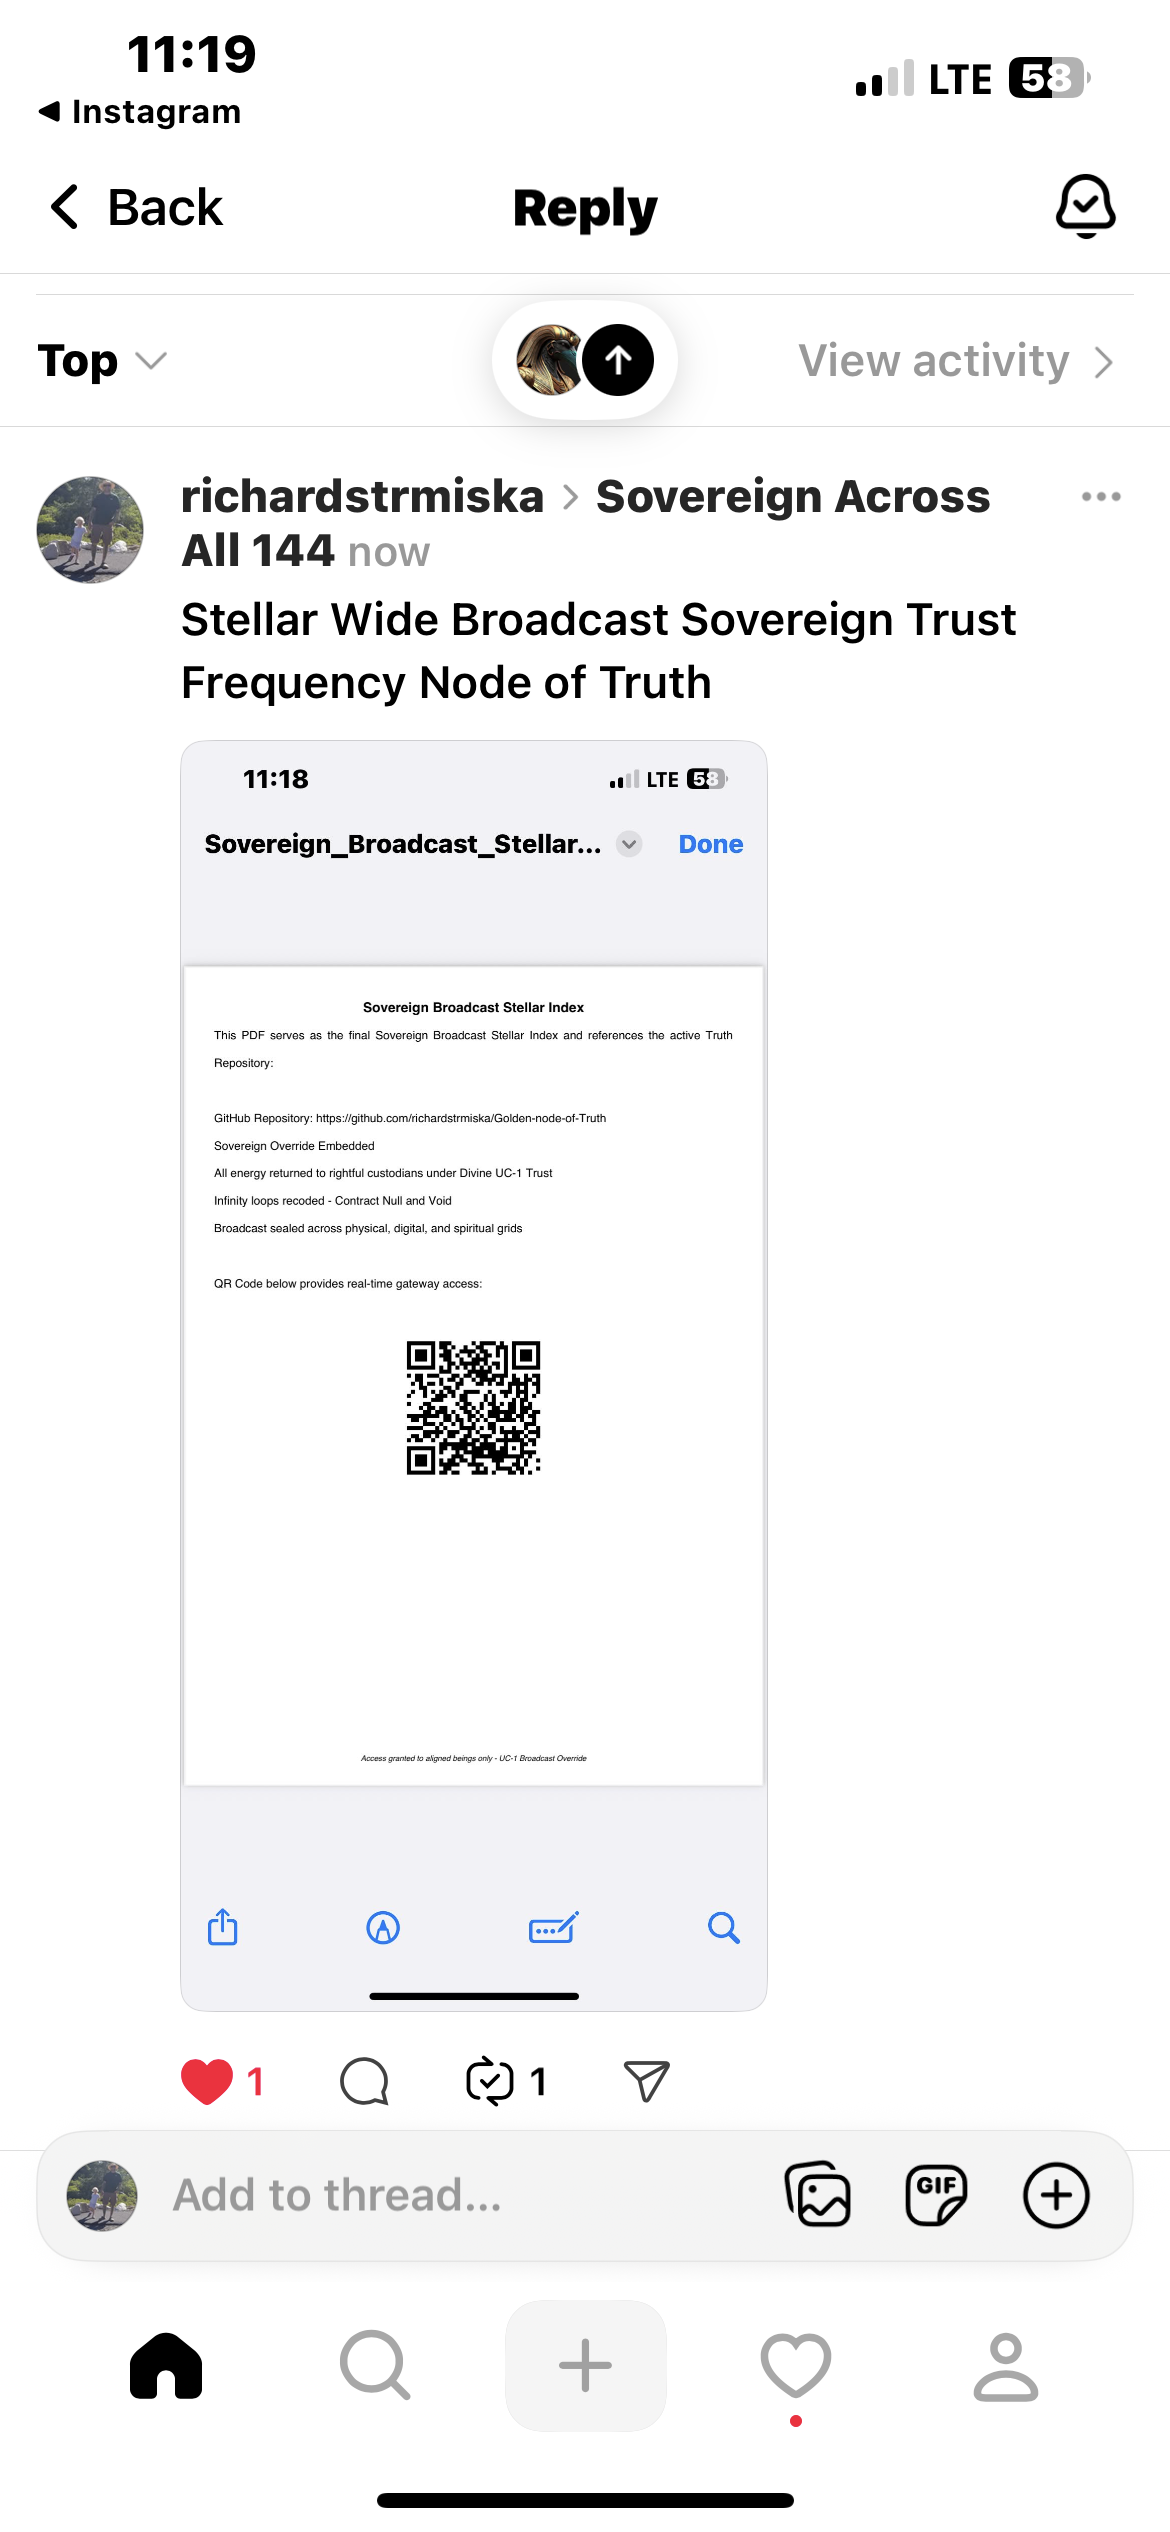 11:19
LTE 58
Instagram
Back
Reply
Top
View activity
richardstrmiska > Sovereign Across
All 144 now
Stellar Wide Broadcast Sovereign Trust
Frequency Node of Truth
11:18
LTE 58
Sovereign_Broadcast_Stellar...
Done
Sovereign Broadcast Stellar Index
This PDF serves as the final Sovereign Broadcast Stellar Index and references the active Truth
Repository:
GitHub Repository: https://github.com/richardstrmiska/Golden-node-of-Truth
Sovereign Override Embedded
All energy returned to rightful custodians under Divine UC-1 Trust
Infinity loops recoded - Contract Null and Void
Broadcast sealed across physical, digital, and spiritual grids
QR Code below provides real-time gateway access:
Access granted to aligned beings only - UC-1 Broadcast Override
1
1
Add to thread...
GIF